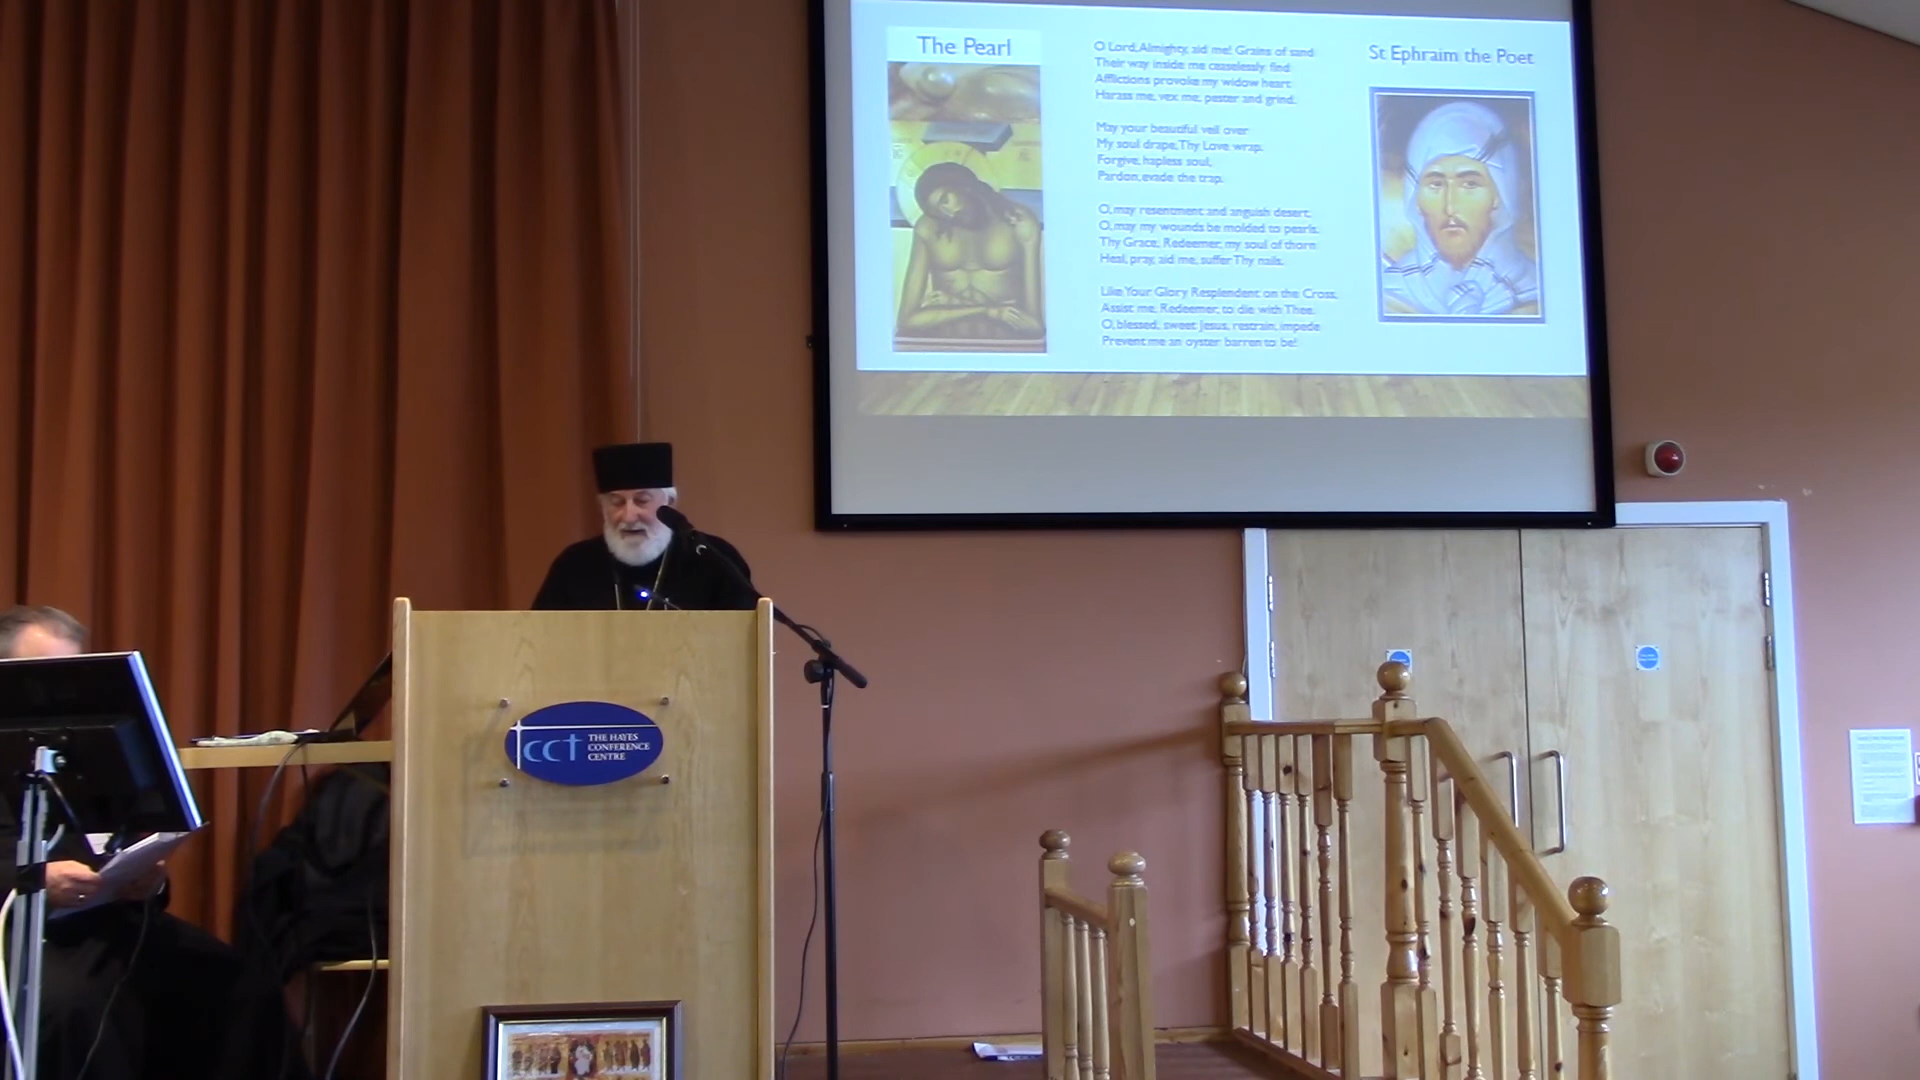 The Pearl
O Lord, Almighty, aid me! Grains of sand
Their way inside me ceaselessly find
Afflictions provoke my widow heart
Harass me, vex me, pester and grind.
May your beautiful veil over
My soul drape, Thy Love wrap.
Forgive, hapless soul,
Pardon, evade the trap.
O, may resentment and anguish desert,
O, may my wounds be molded to pearls.
Thy Grace, Redeemer, my soul of thorn
Heal, pray, aid me, suffer Thy nails.
Like Your Glory Resplendent on the Cross,
Assist me, Redeemer, to die with Thee.
O, blessed, sweet Jesus, restrain, impede
Prevent me an oyster barren to be!
St Ephraim the Poet
cct
THE HAYES
CONFERENCE
CENTRE